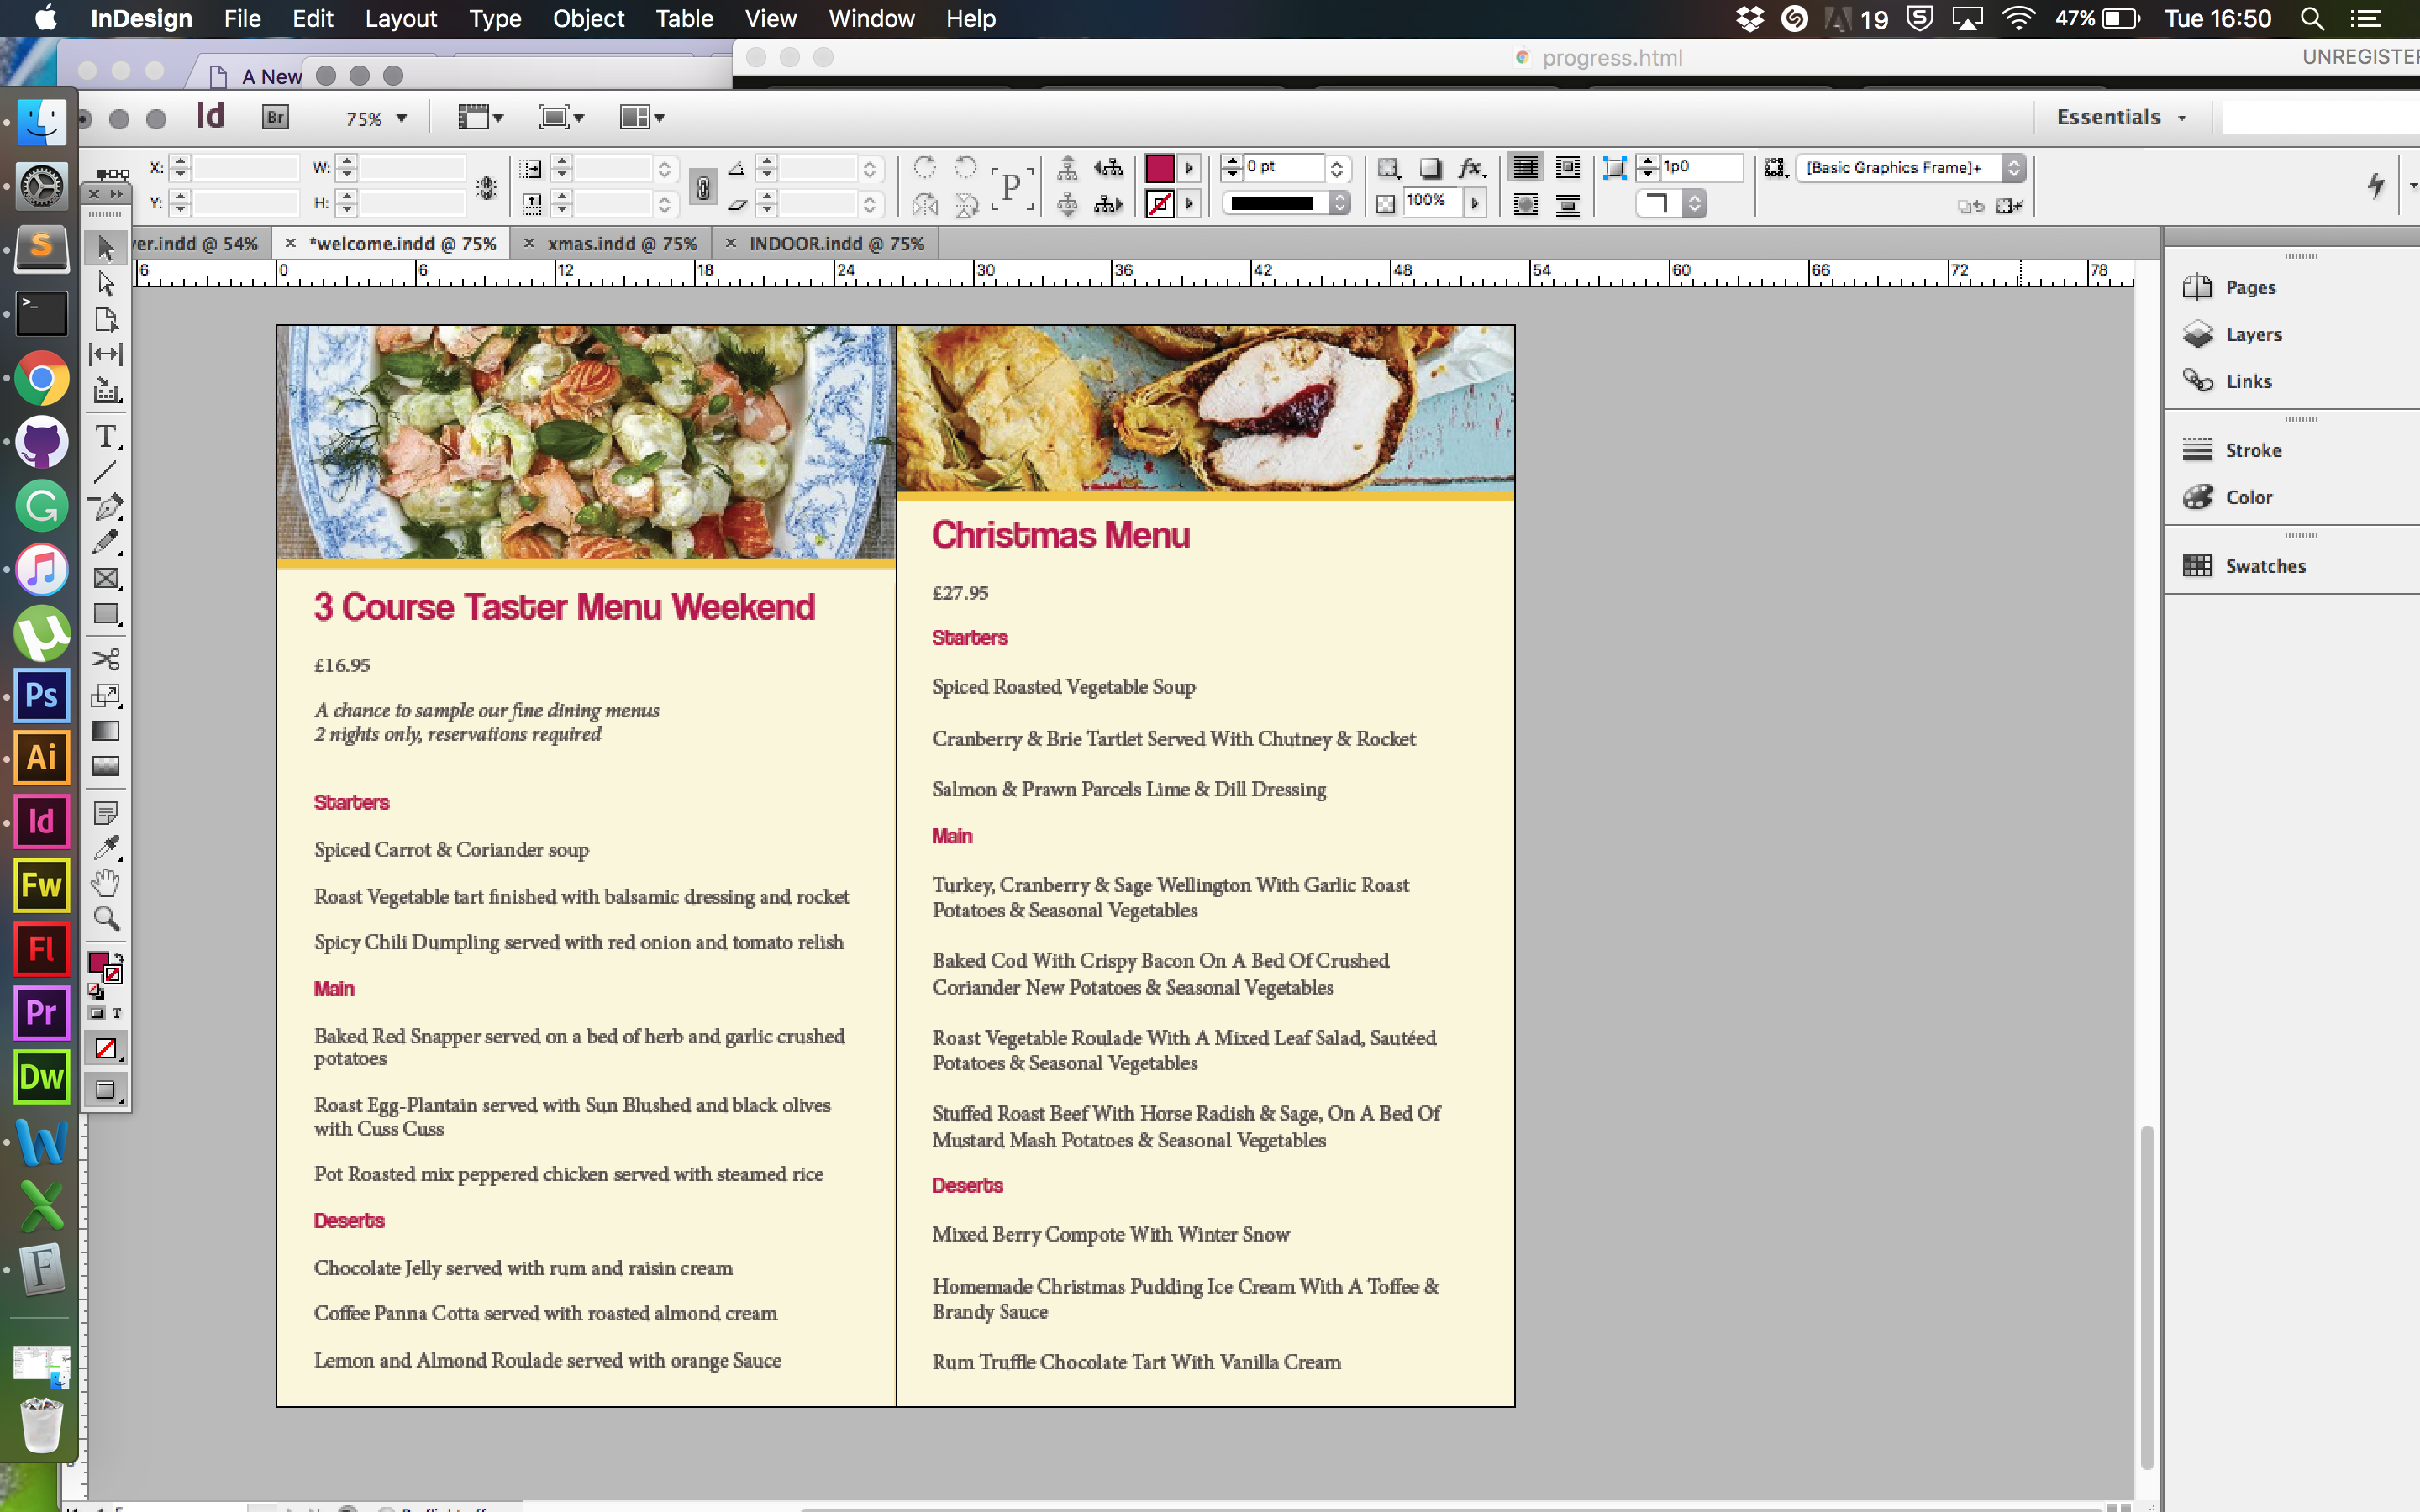 InDesign File Edit Layout Type Object Table View Window Help
19 47% Tue 16:50
A New
progress.html
UNREGISTER
Id Br 75%
Essentials
X: W: 0 pt 1p0 [Basic Graphics Frame]+
Y: H: 100%
P
fx
ver.indd @ 54% × *welcome.indd @ 75% × xmas.indd @ 75% × INDOOR.indd @ 75%
6 0 6 12 18 24 30 36 42 48 54 60 66 72 78
Pages
Layers
Links
Stroke
Color
Swatches
S
>_
G
µ
Ps
Ai
Id
Fw
Fl
Pr
Dw
W
X
F
T
T
3 Course Taster Menu Weekend
£16.95
A chance to sample our fine dining menus
2 nights only, reservations required
Starters
Spiced Carrot & Coriander soup
Roast Vegetable tart finished with balsamic dressing and rocket
Spicy Chili Dumpling served with red onion and tomato relish
Main
Baked Red Snapper served on a bed of herb and garlic crushed
potatoes
Roast Egg-Plantain served with Sun Blushed and black olives
with Cuss Cuss
Pot Roasted mix peppered chicken served with steamed rice
Deserts
Chocolate Jelly served with rum and raisin cream
Coffee Panna Cotta served with roasted almond cream
Lemon and Almond Roulade served with orange Sauce
Christmas Menu
£27.95
Starters
Spiced Roasted Vegetable Soup
Cranberry & Brie Tartlet Served With Chutney & Rocket
Salmon & Prawn Parcels Lime & Dill Dressing
Main
Turkey, Cranberry & Sage Wellington With Garlic Roast
Potatoes & Seasonal Vegetables
Baked Cod With Crispy Bacon On A Bed Of Crushed
Coriander New Potatoes & Seasonal Vegetables
Roast Vegetable Roulade With A Mixed Leaf Salad, Sautéed
Potatoes & Seasonal Vegetables
Stuffed Roast Beef With Horse Radish & Sage, On A Bed Of
Mustard Mash Potatoes & Seasonal Vegetables
Deserts
Mixed Berry Compote With Winter Snow
Homemade Christmas Pudding Ice Cream With A Toffee &
Brandy Sauce
Rum Truffle Chocolate Tart With Vanilla Cream